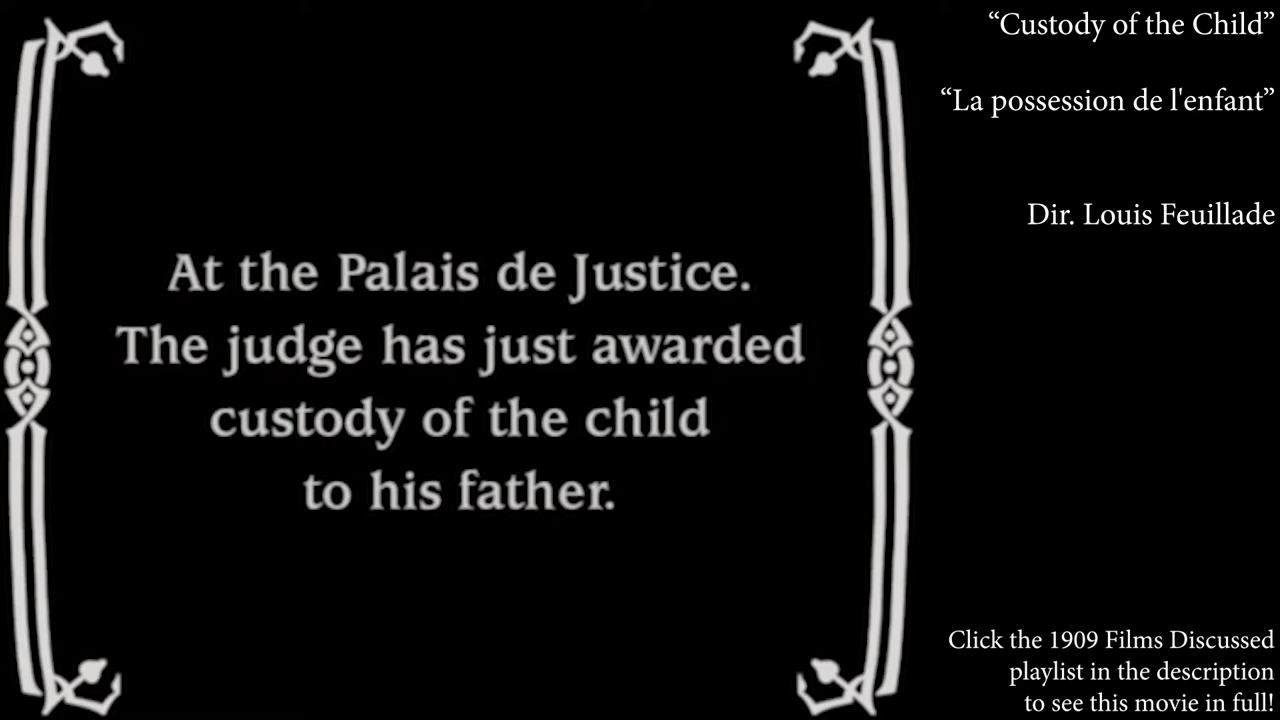 At the Palais de Justice.
The judge has just awarded
custody of the child
to his father.
“Custody of the Child”
“La possession de l'enfant”
Dir. Louis Feuillade
Click the 1909 Films Discussed
playlist in the description
to see this movie in full!